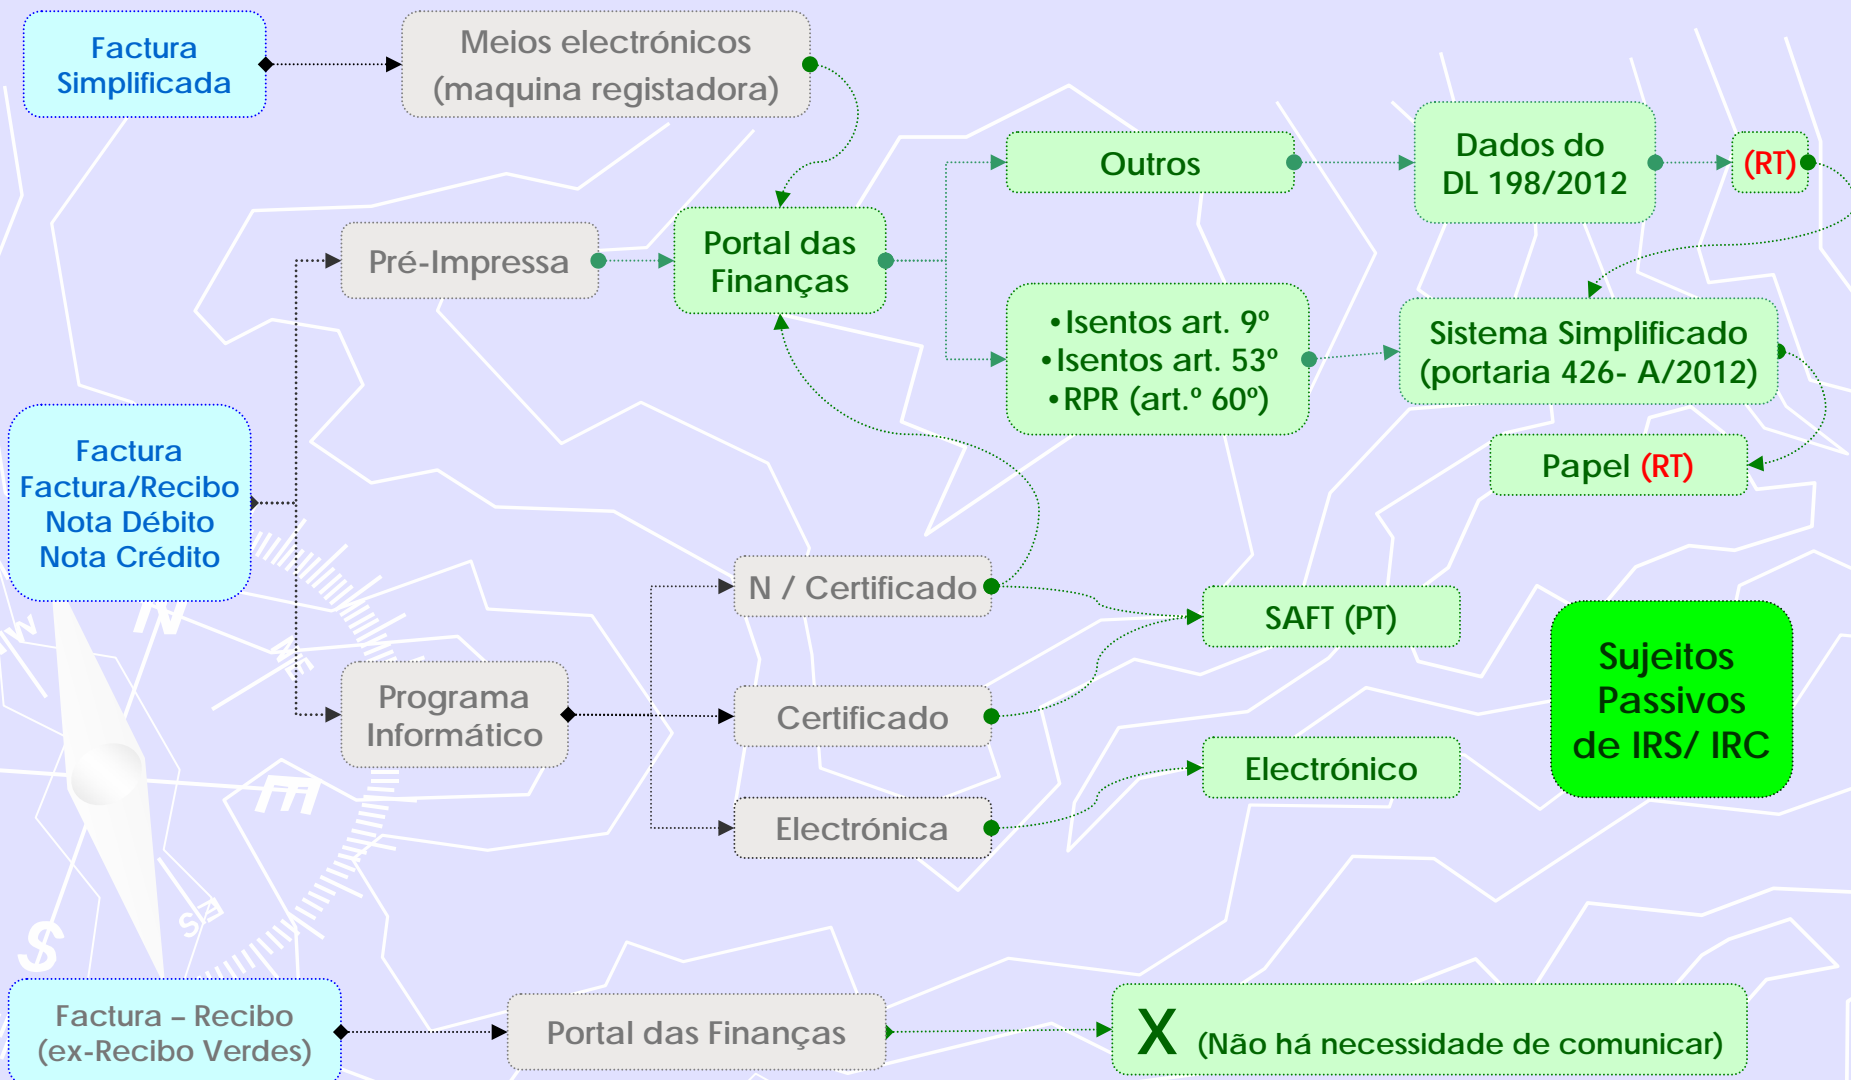 Factura
Simplificada
Meios electrónicos
(maquina registadora)
Outros
Dados do
DL 198/2012
(RT)
Pré-Impressa
Portal das
Finanças
•Isentos art. 9º
•Isentos art. 53º
•RPR (art.º 60º)
Sistema Simplificado
(portaria 426- A/2012)
Papel (RT)
Factura
Factura/Recibo
Nota Débito
Nota Crédito
N / Certificado
SAFT (PT)
Programa
Informático
Certificado
Electrónico
Electrónica
Sujeitos
Passivos
de IRS/ IRC
N
NE
E
ES
S
Factura – Recibo
(ex-Recibo Verdes)
Portal das Finanças
X (Não há necessidade de comunicar)